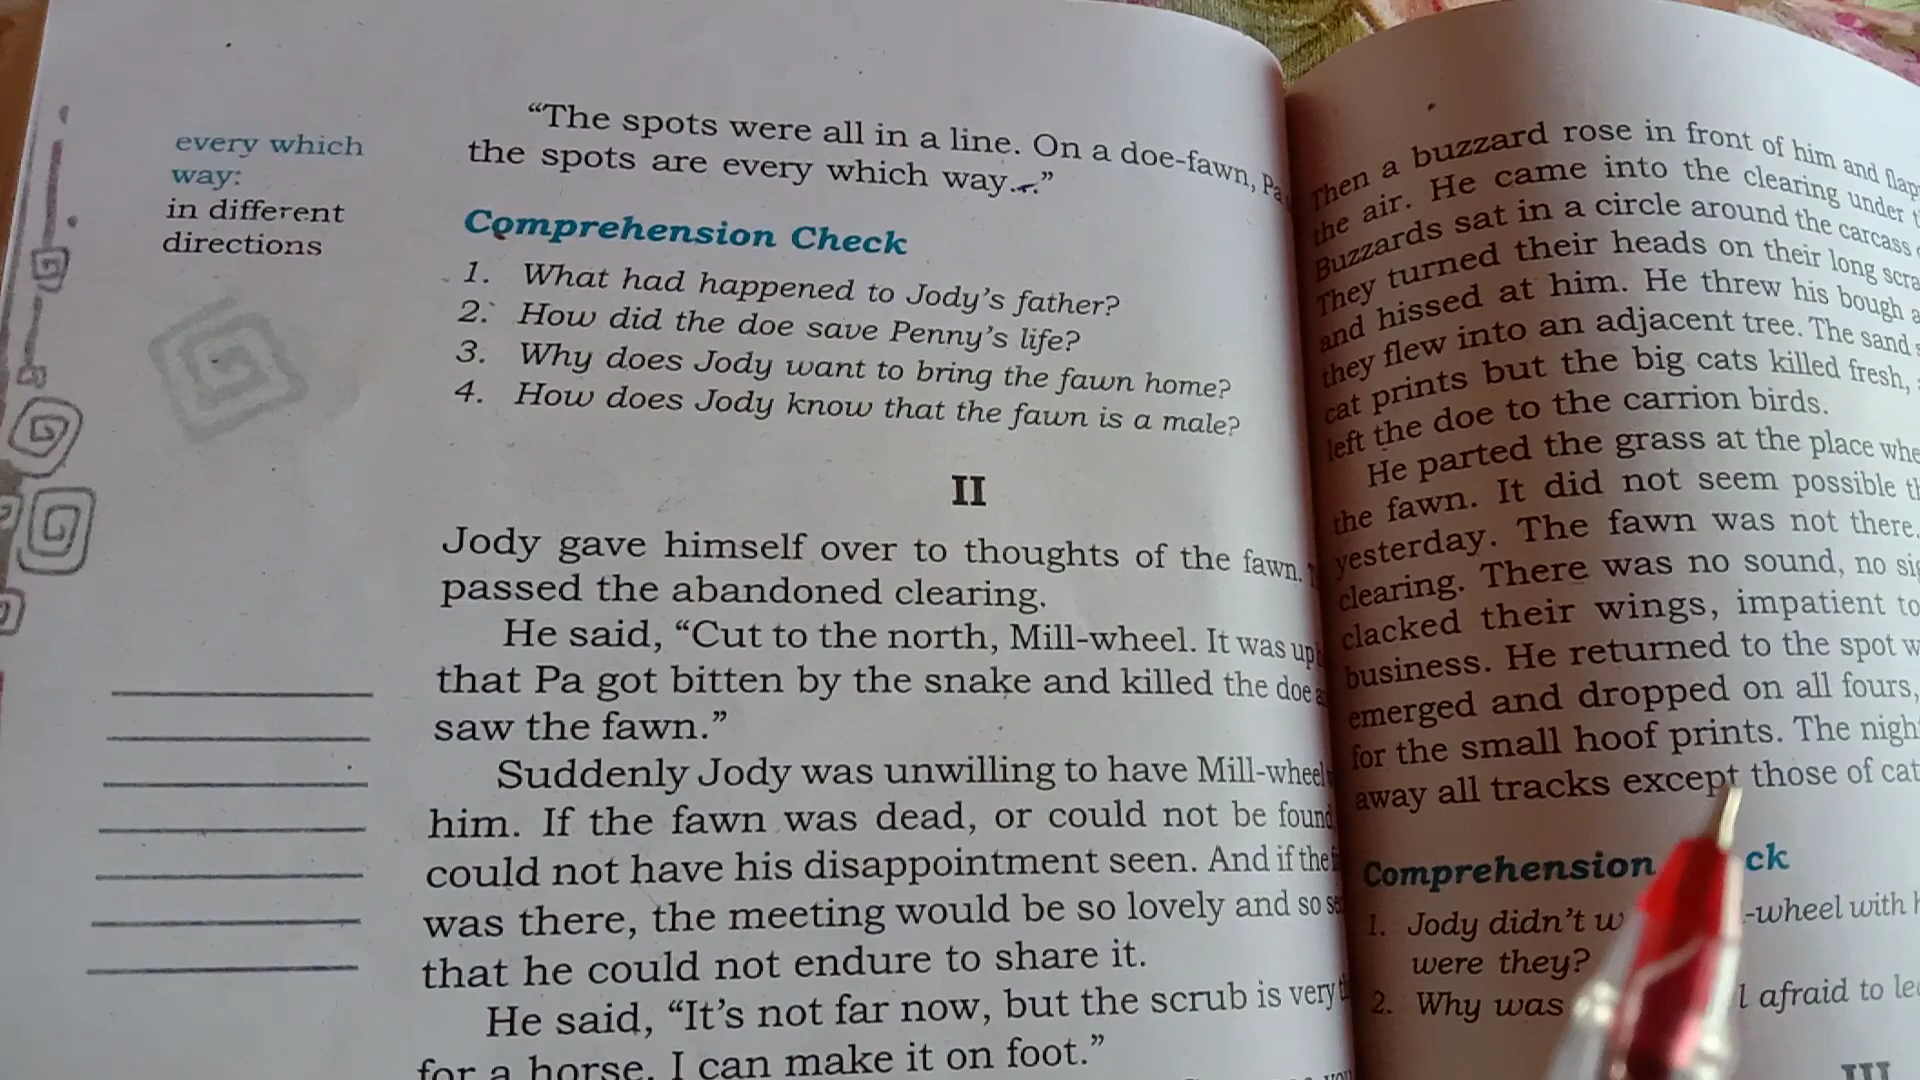 every which
way:
in different
directions
“The spots were all in a line. On a doe-fawn, Pa
the spots are every which way...”
Comprehension Check
1. What had happened to Jody’s father?
2. How did the doe save Penny’s life?
3. Why does Jody want to bring the fawn home?
4. How does Jody know that the fawn is a male?
II
Jody gave himself over to thoughts of the fawn.
passed the abandoned clearing.
He said, “Cut to the north, Mill-wheel. It was up
that Pa got bitten by the snake and killed the doe
saw the fawn.”
Suddenly Jody was unwilling to have Mill-wheel
him. If the fawn was dead, or could not be found
could not have his disappointment seen. And if the
was there, the meeting would be so lovely and so
that he could not endure to share it.
He said, “It’s not far now, but the scrub is very
for a horse. I can make it on foot.”
Then a buzzard rose in front of him and
the air. He came into the clearing under
Buzzards sat in a circle around the carcass
They turned their heads on their long
and hissed at him. He threw his bough
they flew into an adjacent tree. The sand
cat prints but the big cats killed fresh,
left the doe to the carrion birds.
He parted the grass at the place
the fawn. It did not seem possible
yesterday. The fawn was not there.
clearing. There was no sound, no
clacked their wings, impatient to
business. He returned to the spot
emerged and dropped on all fours,
for the small hoof prints. The
away all tracks except those of
Comprehension ck
1. Jody didn’t w -wheel with
were they?
2. Why was l afraid to
III